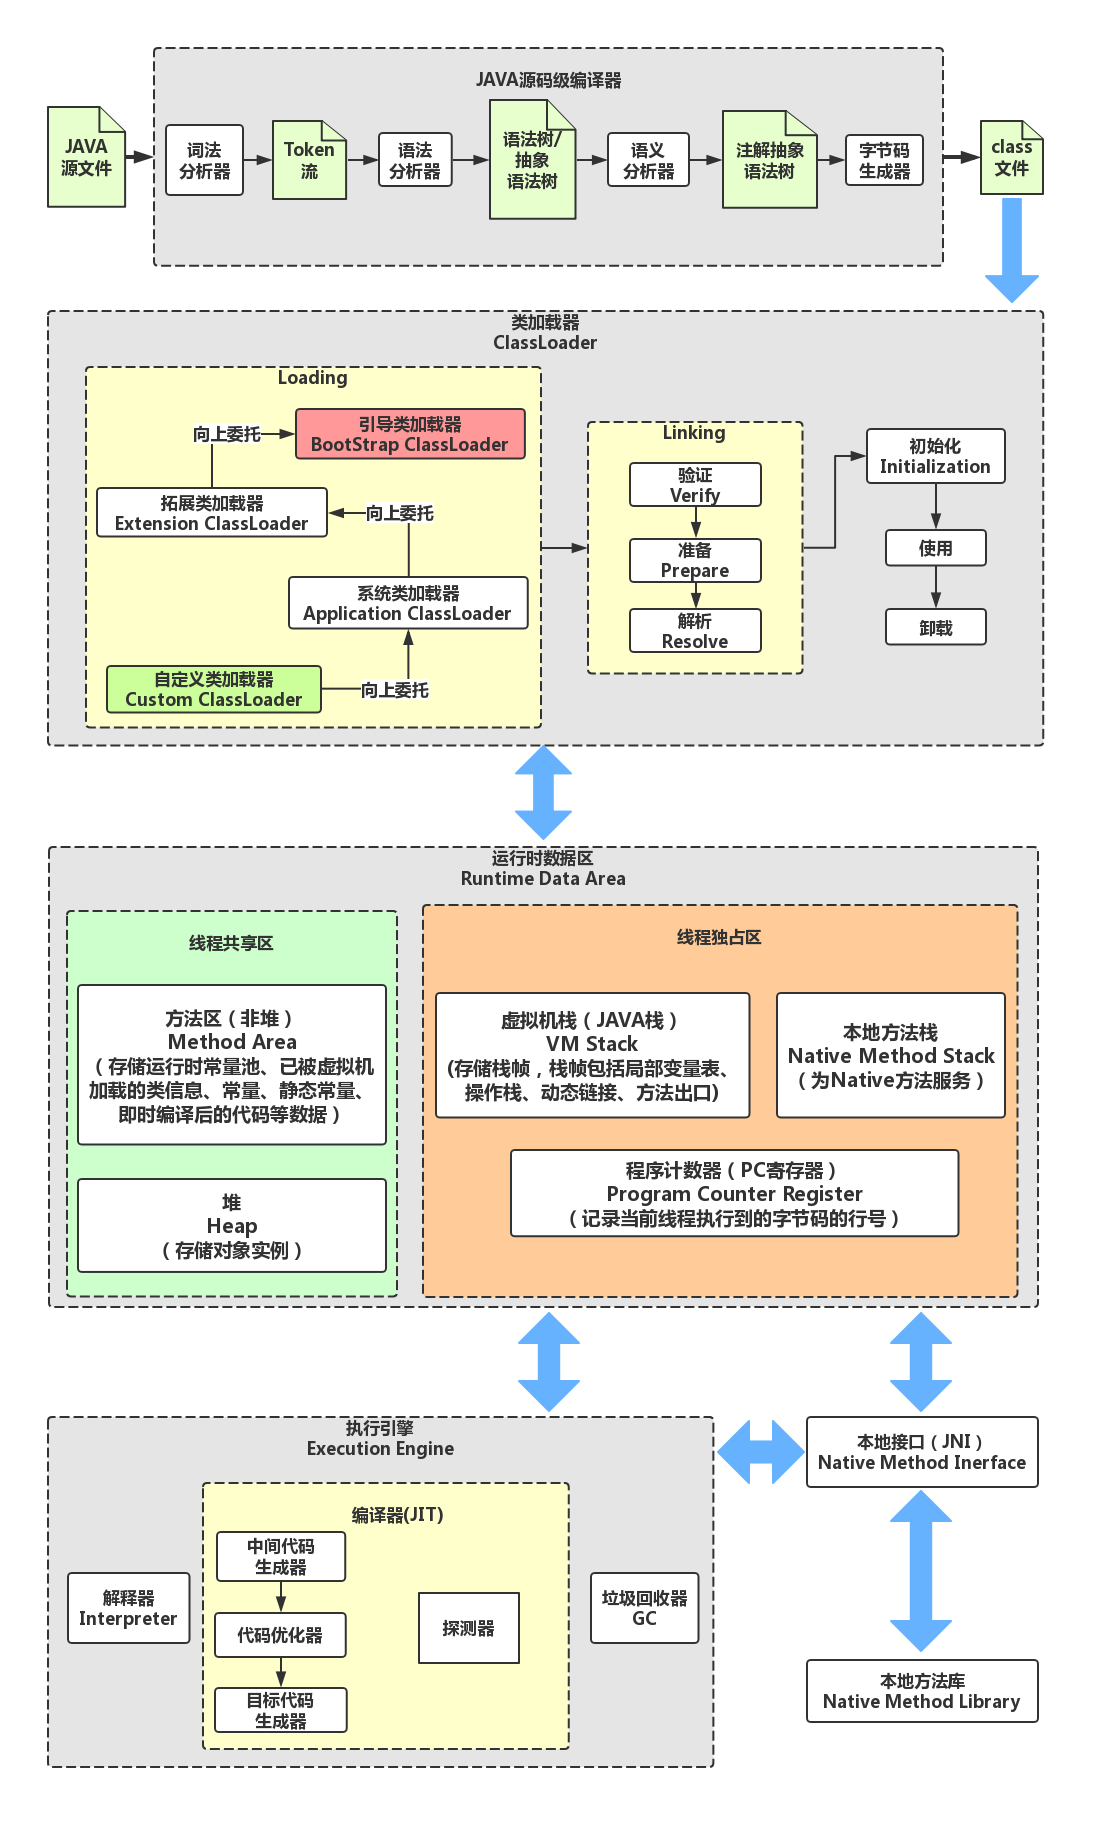 JAVA源码级编译器
JAVA
源文件
词法
分析器
Token
流
语法
分析器
语法树/
抽象
语法树
语义
分析器
注解抽象
语法树
字节码
生成器
class
文件
类加载器
ClassLoader
Loading
向上委托
引导类加载器
BootStrap ClassLoader
拓展类加载器
Extension ClassLoader
向上委托
系统类加载器
Application ClassLoader
自定义类加载器
Custom ClassLoader
向上委托
Linking
验证
Verify
准备
Prepare
解析
Resolve
初始化
Initialization
使用
卸载
运行时数据区
Runtime Data Area
线程共享区
方法区（非堆）
Method Area
（存储运行时常量池、已被虚拟机
加载的类信息、常量、静态常量、
即时编译后的代码等数据）
堆
Heap
（存储对象实例）
线程独占区
虚拟机栈（JAVA栈）
VM Stack
(存储栈帧，栈帧包括局部变量表、
操作栈、动态链接、方法出口)
本地方法栈
Native Method Stack
（为Native方法服务）
程序计数器（PC寄存器）
Program Counter Register
（记录当前线程执行到的字节码的行号）
执行引擎
Execution Engine
解释器
Interpreter
编译器(JIT)
中间代码
生成器
代码优化器
目标代码
生成器
探测器
垃圾回收器
GC
本地接口（JNI）
Native Method Inerface
本地方法库
Native Method Library